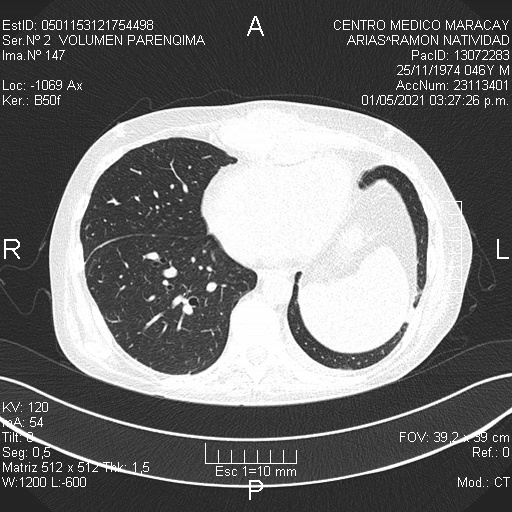 EstID: 0501153121754498
Ser.Nº 2 VOLUMEN PARENQIMA
Ima.Nº 147
Loc: -1069 Ax
Ker.: B50f
A
CENTRO MEDICO MARACAY
ARIAS^RAMON NATIVIDAD
PacID: 13072283
25/11/1974 046Y M
AccNum: 23113401
01/05/2021 03:27:26 p.m.
R
L
KV: 120
mA: 54
Tilt: 0
Seg: 0,5
Matriz 512 x 512 Thk: 1,5
W:1200 L:-600
Esc 1=10 mm
P
FOV: 39,2 x 39 cm
Ref.: 0
Mod.: CT